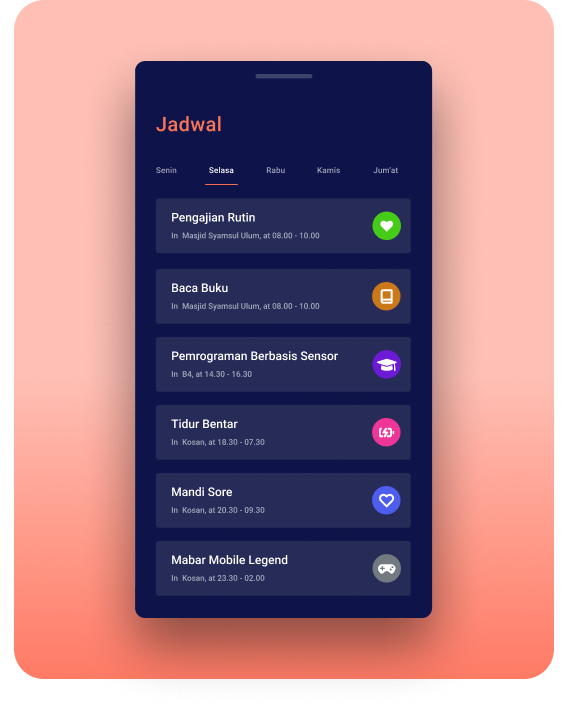 Jadwal
Senin Selasa Rabu Kamis Jum'at
Pengajian Rutin
In Masjid Syamsul Ulum, at 08.00 - 10.00
Baca Buku
In Masjid Syamsul Ulum, at 08.00 - 10.00
Pemrograman Berbasis Sensor
In B4, at 14.30 - 16.30
Tidur Bentar
In Kosan, at 18.30 - 07.30
Mandi Sore
In Kosan, at 20.30 - 09.30
Mabar Mobile Legend
In Kosan, at 23.30 - 02.00